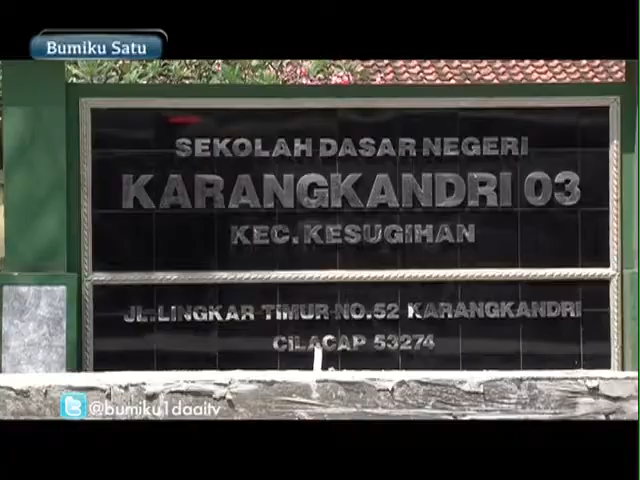 Bumiku Satu
SEKOLAH DASAR NEGERI
KARANGKANDRI 03
KEC. KESUGIHAN
JL. LINGKAR TIMUR NO.52 KARANGKANDRI
CILACAP 53274
@bumiku1daaitv